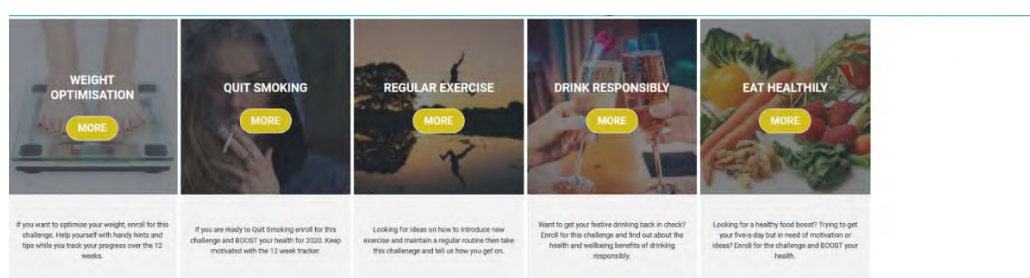 WEIGHT
OPTIMISATION
MORE
If you want to optimise your weight, enroll for this
challenge. Help yourself with handy hints and
tips while you track your progress over the 12
weeks.
QUIT SMOKING
MORE
If you are ready to Quit Smoking enroll for this
challenge and BOOST your health for 2020. Keep
motivated with the 12 week tracker.
REGULAR EXERCISE
MORE
Looking for ideas on how to introduce new
exercise and maintain a regular routine then take
this challenege and tell us how you get on.
DRINK RESPONSIBLY
MORE
Want to get your festive drinking back in check?
Enroll for this challenge and find out about the
health and wellbeing benefits of drinking
responsibly.
EAT HEALTHILY
MORE
Looking for a healthy food boost? Trying to get
your five-a-day but in need of motivation or
ideas? Enroll for the challenge and BOOST your
health.